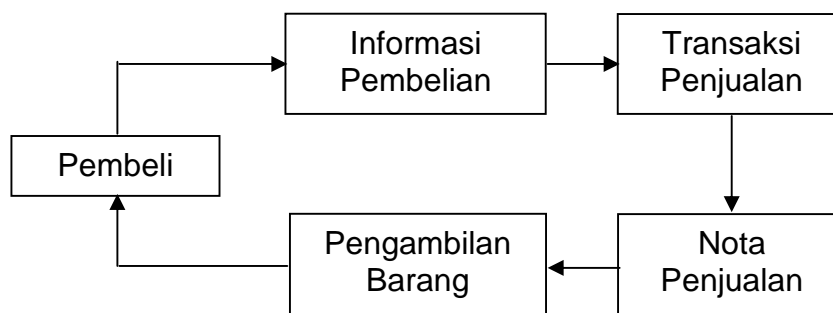 Informasi
Pembelian
Transaksi
Penjualan
Pembeli
Pengambilan
Barang
Nota
Penjualan